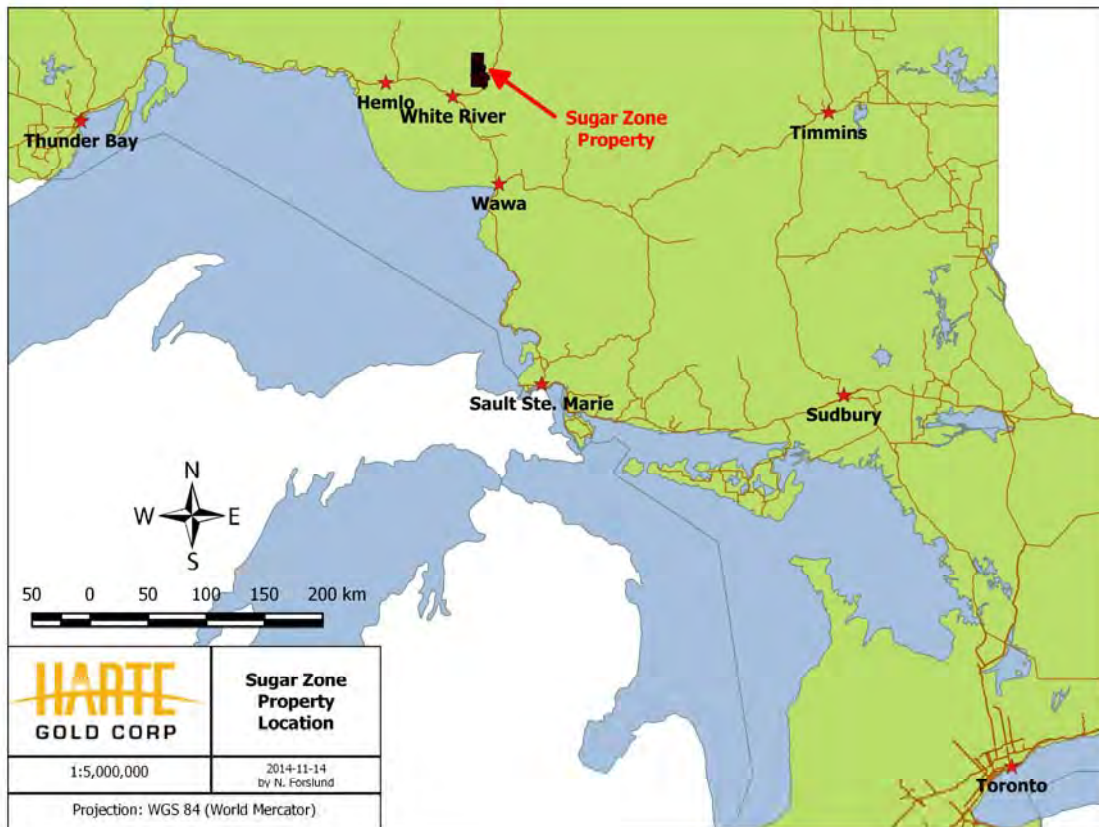 Hemlo
White River
Thunder Bay
Sugar Zone
Property
Timmins
Wawa
Sault Ste. Marie
Sudbury
N
W E
S
50 0 50 100 150 200 km
HARTE
GOLD CORP
Sugar Zone
Property
Location
1:5,000,000
2014-11-14
by N. Forslund
Projection: WGS 84 (World Mercator)
Toronto